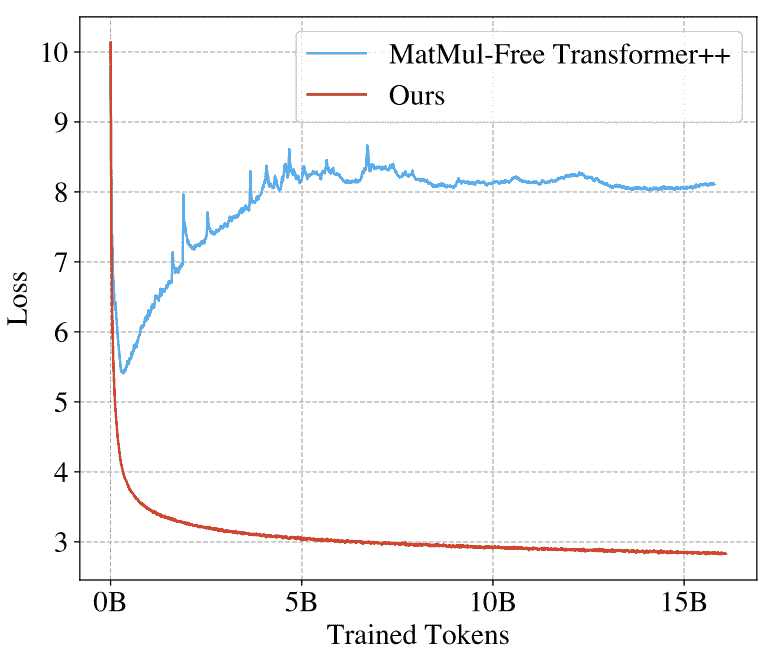 10
9
8
7
6
5
4
3
Loss
MatMul-Free Transformer++
Ours
0B
5B
10B
15B
Trained Tokens